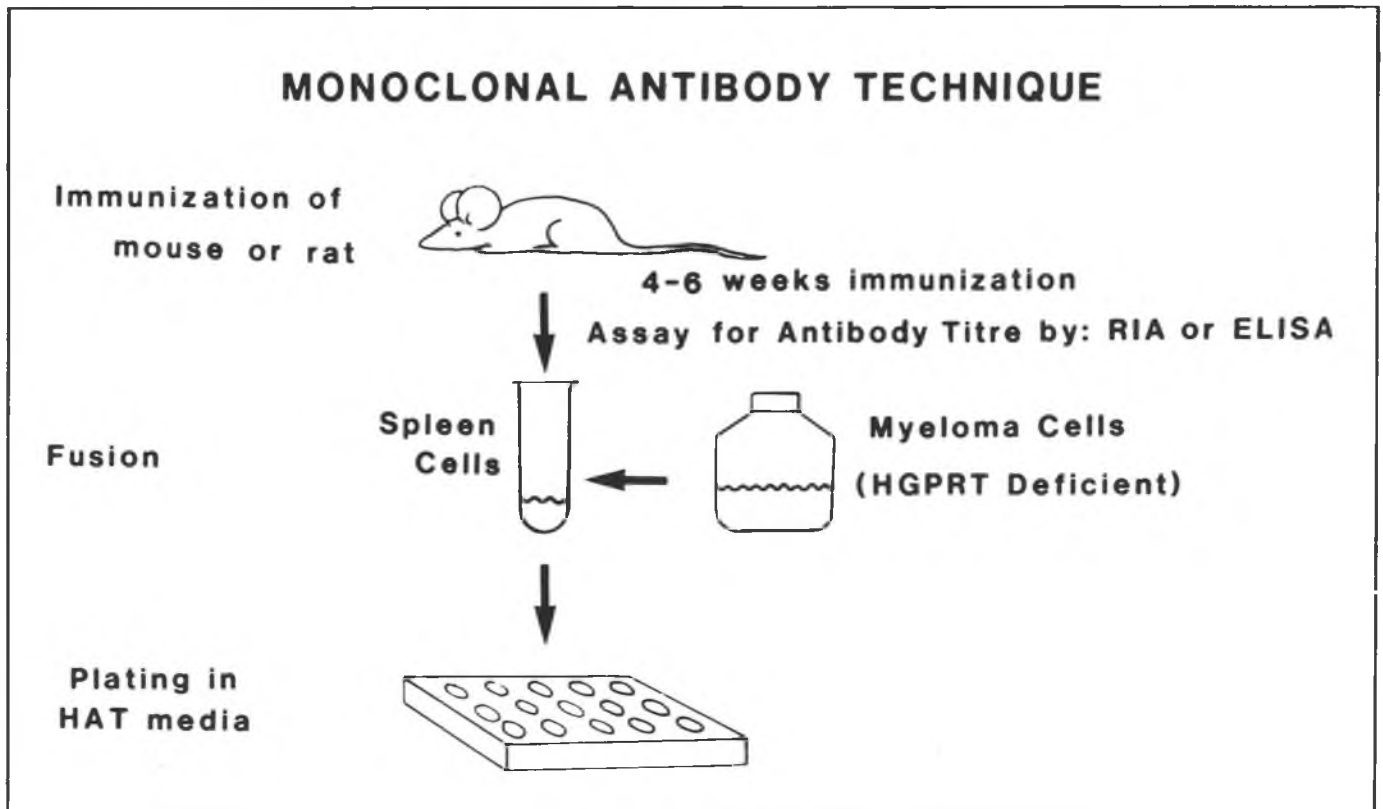 MONOCLONAL ANTIBODY TECHNIQUE
Immunization of
mouse or rat
4-6 weeks immunization
Assay for Antibody Titre by: RIA or ELISA
Fusion
Spleen
Cells
Myeloma Cells
(HGPRT Deficient)
Plating in
HAT media